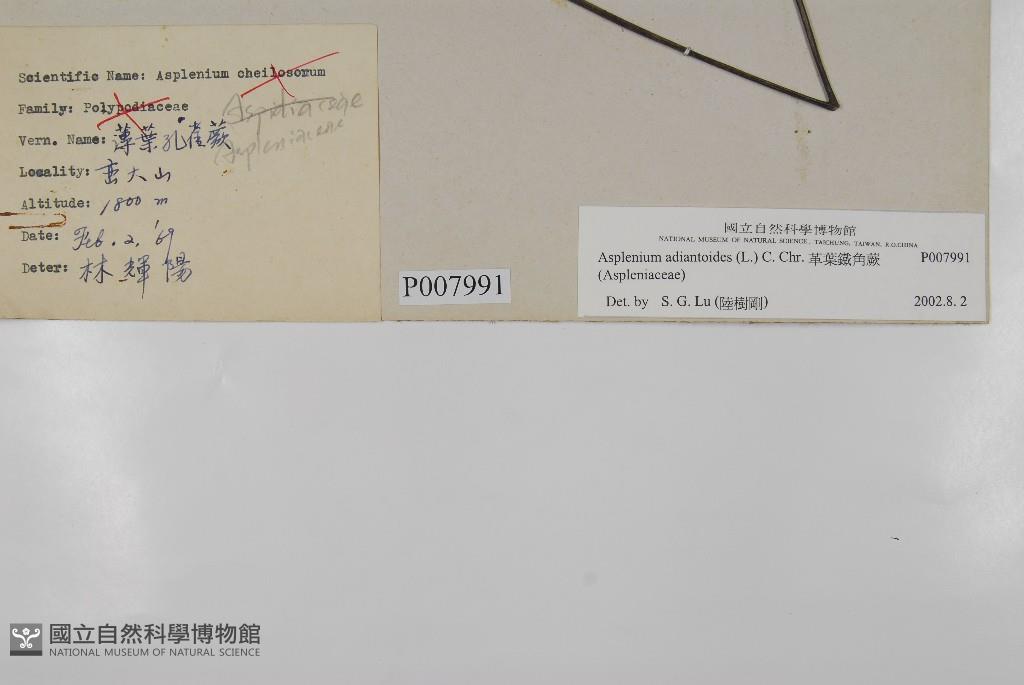 Scientific Name: Asplenium cheilosorum
Family: Polypodiaceae
Aspidiaceae
Aspleniaceae
Vern. Name: 薄葉孔雀蕨
Locality: 峦大山
Altitude: 1800 m
Date: Feb. 2, '69
Deter: 林輝陽
P007991
國立自然科學博物館
NATIONAL MUSEUM OF NATURAL SCIENCE, TAICHUNG, TAIWAN, R.O.CHINA
Asplenium adiantoides (L.) C. Chr. 革葉鐵角蕨 P007991
(Aspleniaceae)
Det. by S. G. Lu (陸樹剛) 2002.8. 2
國立自然科學博物館
NATIONAL MUSEUM OF NATURAL SCIENCE